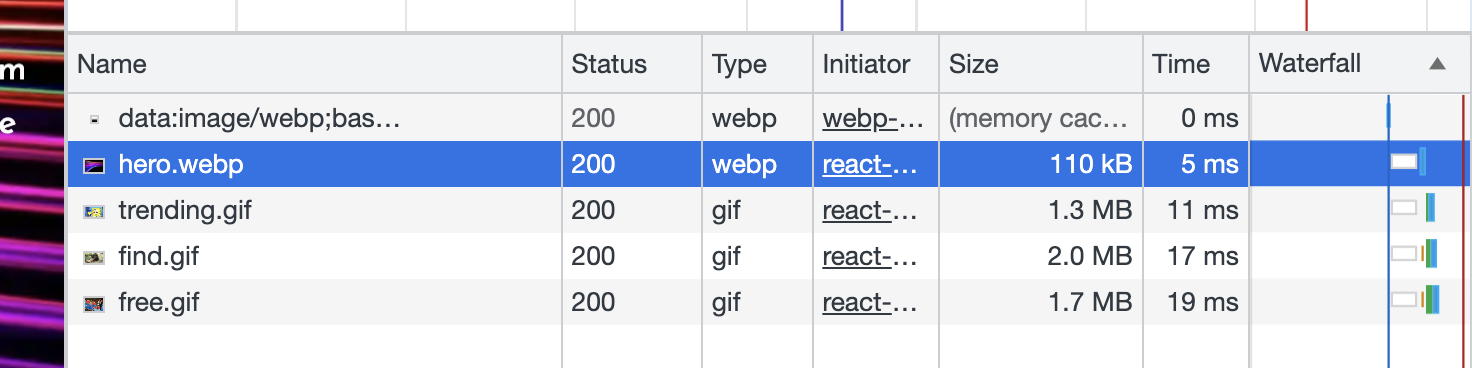 m
e
Name Status Type Initiator Size Time Waterfall ▲
data:image/webp;bas… 200 webp webp-… (memory cac… 0 ms
hero.webp 200 webp react-… 110 kB 5 ms
trending.gif 200 gif react-… 1.3 MB 11 ms
find.gif 200 gif react-… 2.0 MB 17 ms
free.gif 200 gif react-… 1.7 MB 19 ms